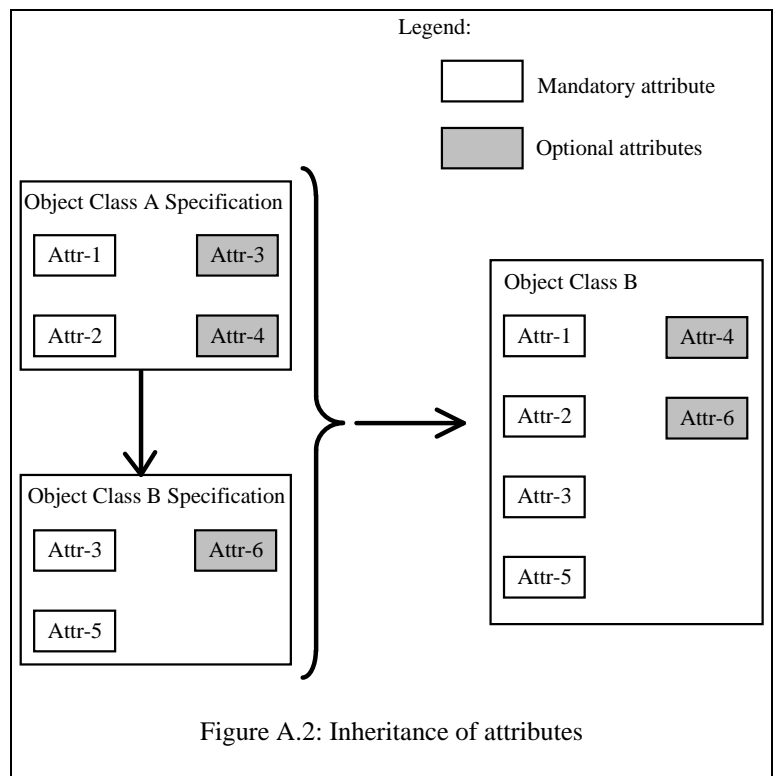 Legend:
Mandatory attribute
Optional attributes
Object Class A Specification
Attr-1
Attr-3
Attr-2
Attr-4
Object Class B Specification
Attr-3
Attr-6
Attr-5
Object Class B
Attr-1
Attr-4
Attr-2
Attr-6
Attr-3
Attr-5
Figure A.2: Inheritance of attributes